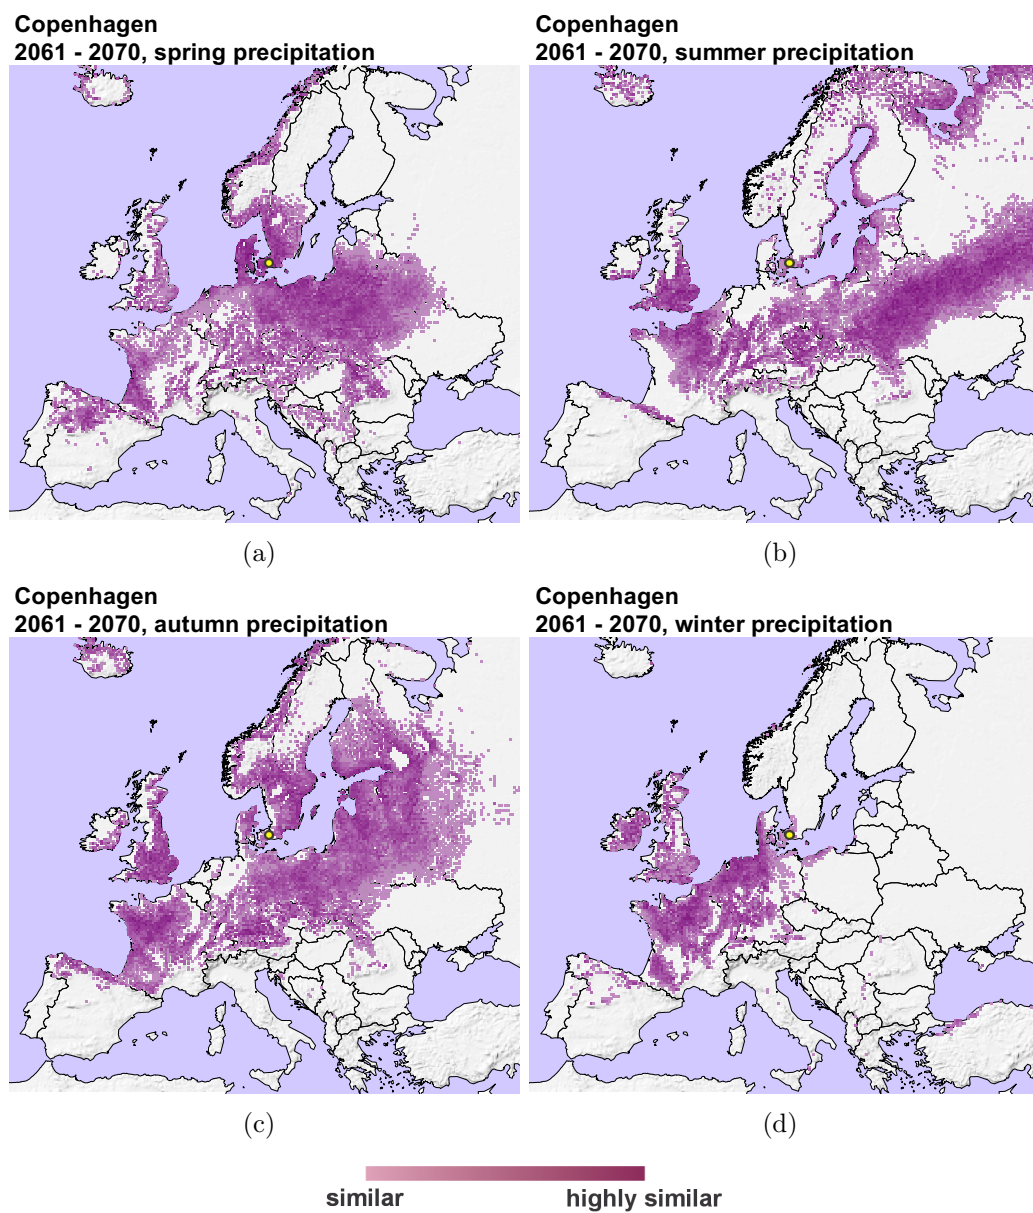 Copenhagen
2061 - 2070, spring precipitation
Copenhagen
2061 - 2070, summer precipitation
(a)
(b)
Copenhagen
2061 - 2070, autumn precipitation
Copenhagen
2061 - 2070, winter precipitation
(c)
(d)
similar
highly similar